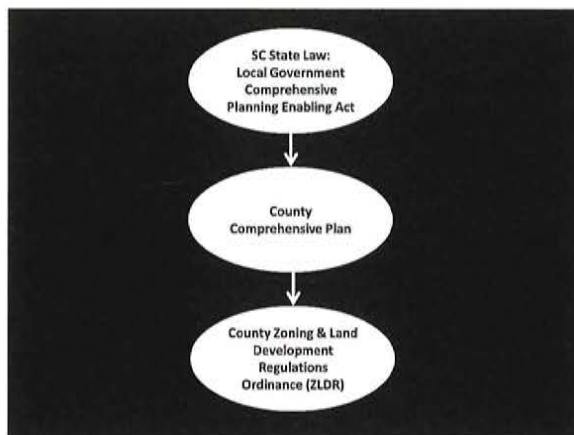 SC State Law:
Local Government
Comprehensive
Planning Enabling Act
County
Comprehensive Plan
County Zoning & Land
Development
Regulations
Ordinance (ZLDR)